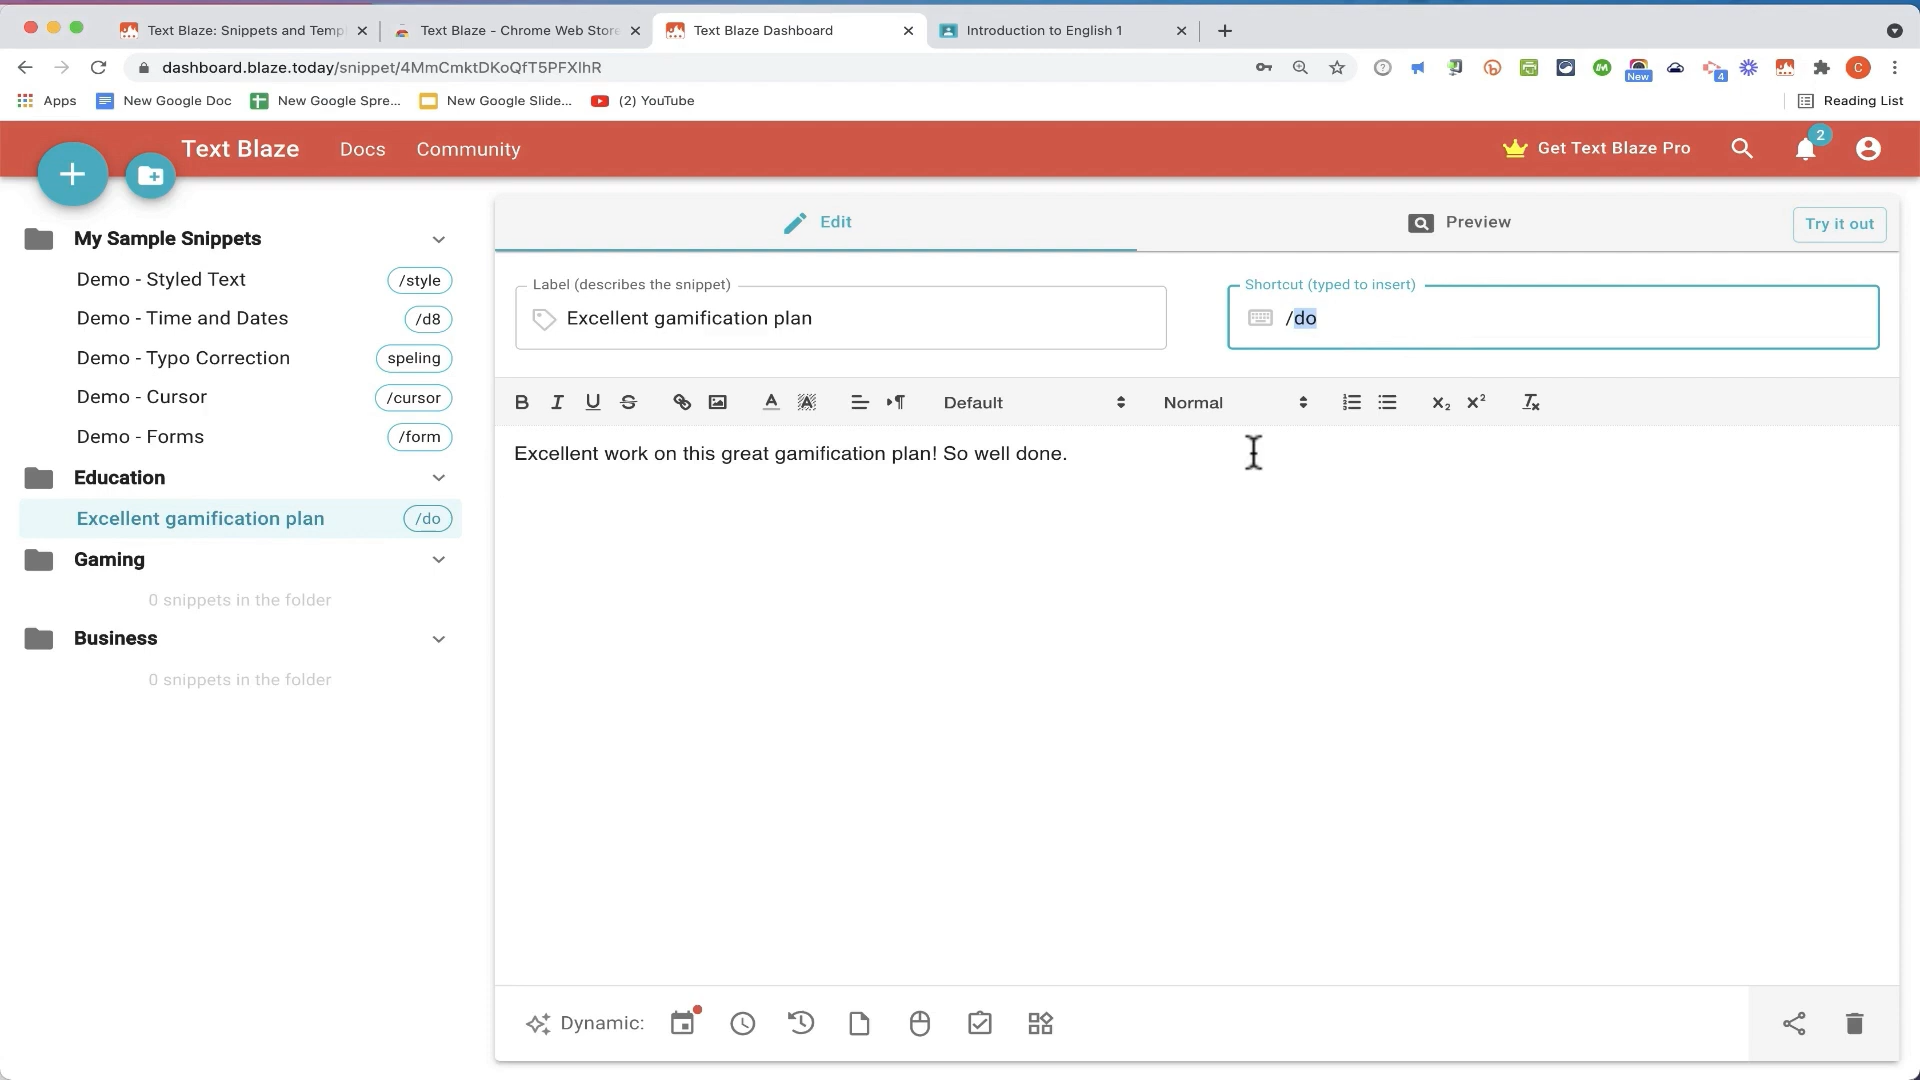 Text Blaze: Snippets and Temp
Text Blaze - Chrome Web Store
Text Blaze Dashboard
Introduction to English 1
dashboard.blaze.today/snippet/4MmCmktDKoQfT5PFXlhR
New
4
C
Apps
New Google Doc
New Google Spre...
New Google Slide...
(2) YouTube
Reading List
Text Blaze
Docs
Community
Get Text Blaze Pro
2
My Sample Snippets
Demo - Styled Text
/style
Demo - Time and Dates
/d8
Demo - Typo Correction
speling
Demo - Cursor
/cursor
Demo - Forms
/form
Education
Excellent gamification plan
/do
Gaming
0 snippets in the folder
Business
0 snippets in the folder
Edit
Preview
Try it out
Label (describes the snippet)
Excellent gamification plan
Shortcut (typed to insert)
/do
Default
Normal
Excellent work on this great gamification plan! So well done.
Dynamic: